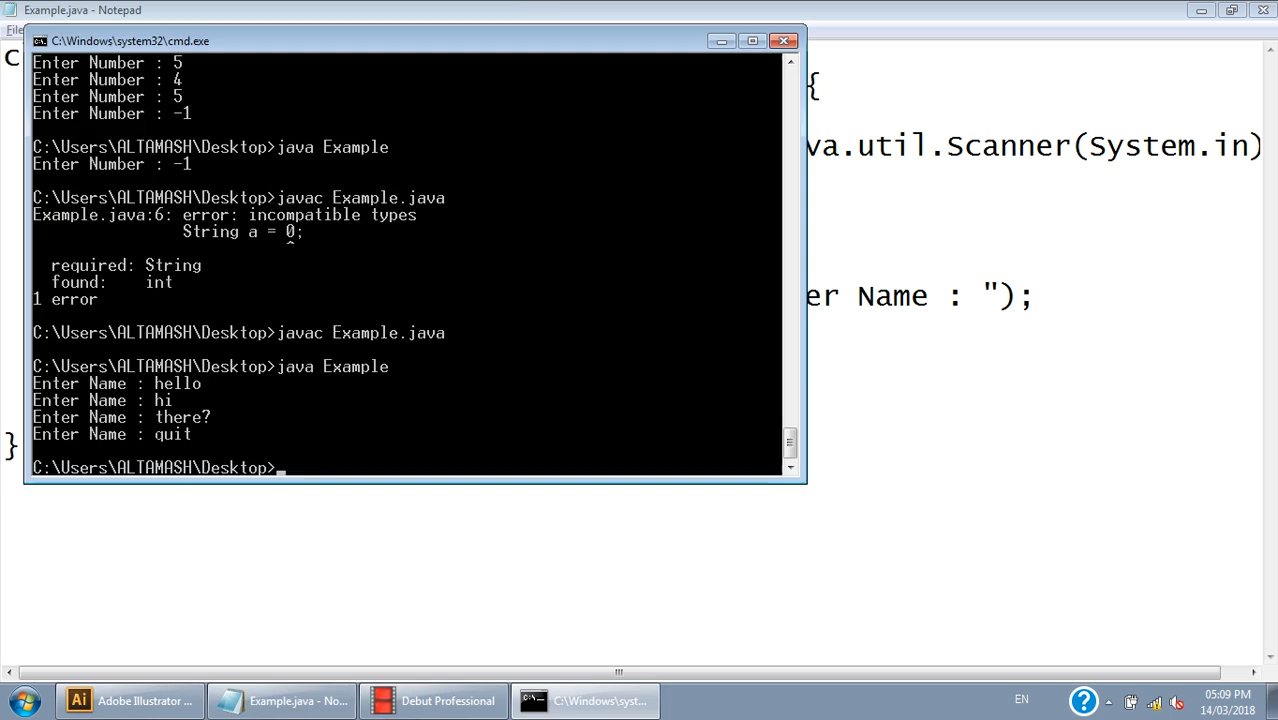 Example.java - Notepad
File
C:\Windows\system32\cmd.exe
c
{
va.util.Scanner(System.in)
er Name : ");
}
Enter Number : 5
Enter Number : 4
Enter Number : 5
Enter Number : -1
C:\Users\ALTAMASH\Desktop>java Example
Enter Number : -1
C:\Users\ALTAMASH\Desktop>javac Example.java
Example.java:6: error: incompatible types
String a = 0;
^
required: String
found:    int
1 error
C:\Users\ALTAMASH\Desktop>javac Example.java
C:\Users\ALTAMASH\Desktop>java Example
Enter Name : hello
Enter Name : hi
Enter Name : there?
Enter Name : quit
C:\Users\ALTAMASH\Desktop>_
Ai Adobe Illustrator ...
Example.java - No...
Debut Professional
C:\Windows\syst...
EN
05:09 PM
14/03/2018